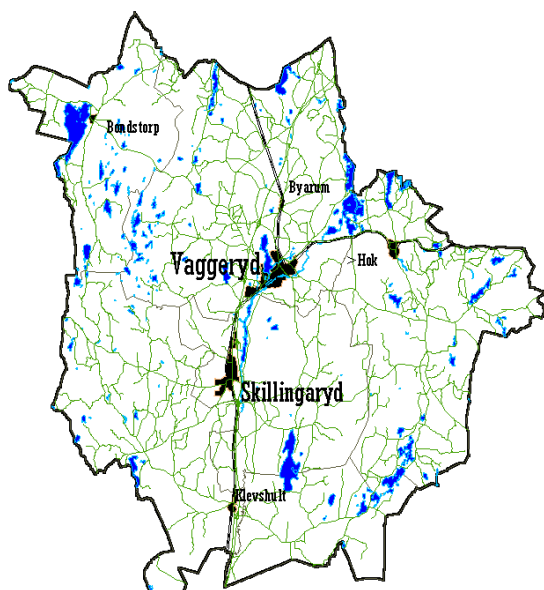 Bondstorp
Byarum
Vaggeryd
Hok
Skillingaryd
Klevshult